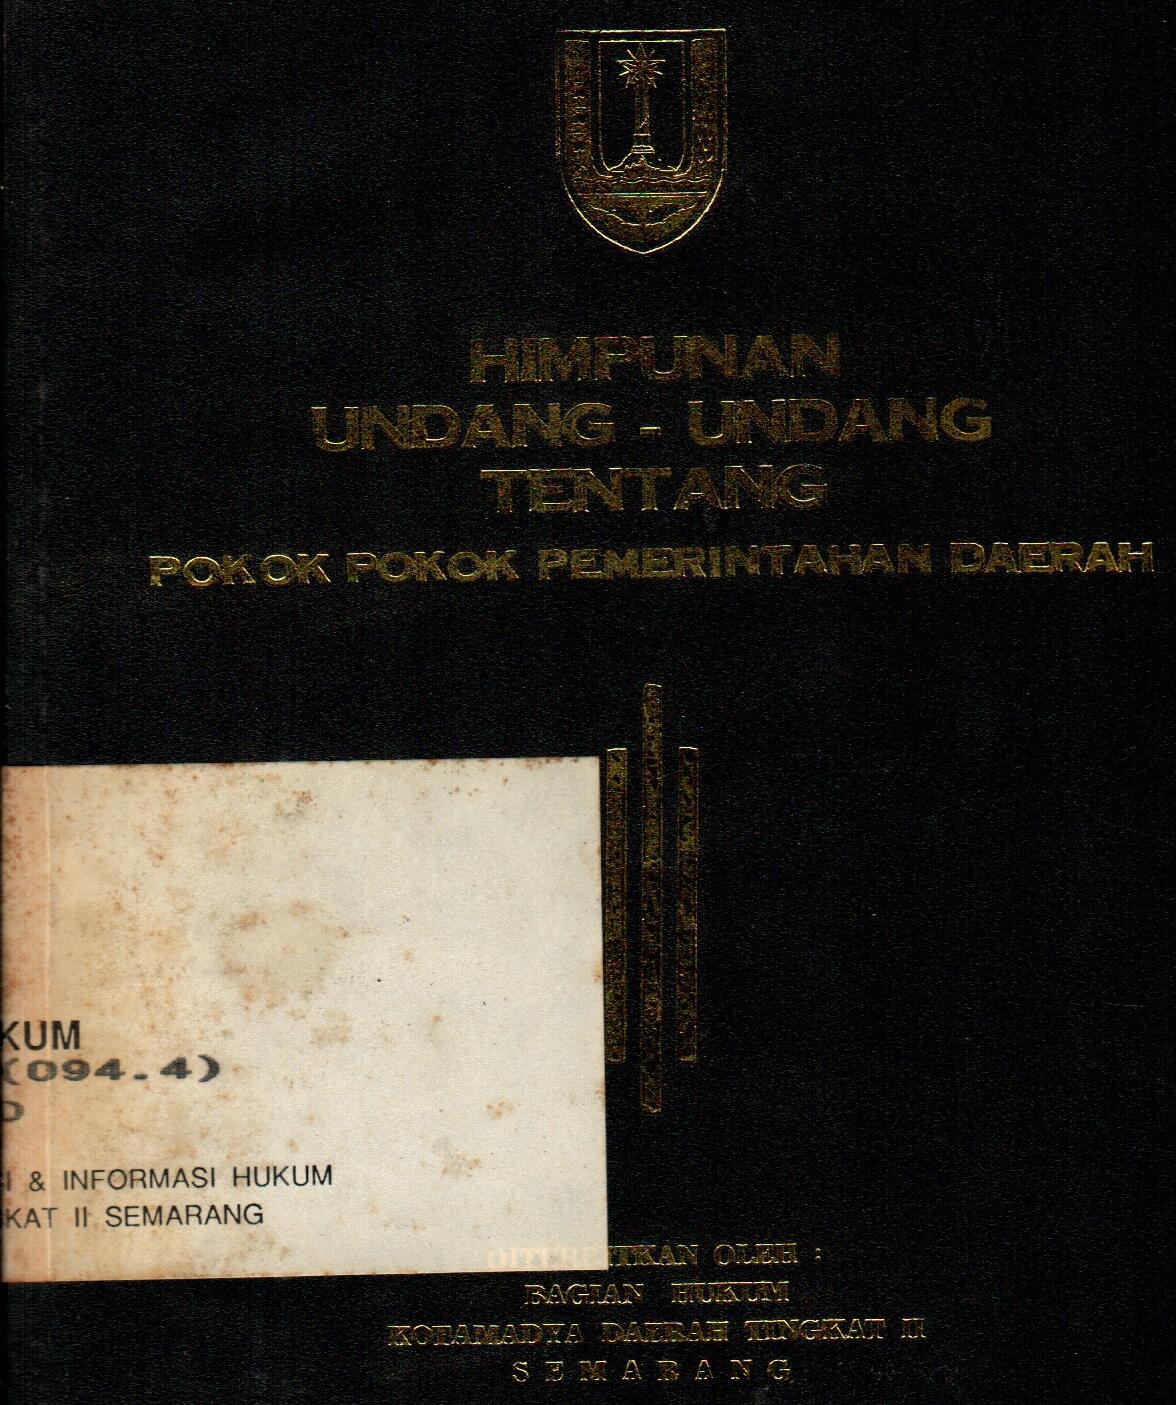 HIMPUNAN
UNDANG - UNDANG
TENTANG
POKOK POKOK PEMERINTAHAN DAERAH
KUM
(094.4)
I & INFORMASI HUKUM
KAT II SEMARANG
DITERBITKAN OLEH :
BAGIAN HUKUM
KOTAMADYA DAERAH TINGKAT II
SEMARANG